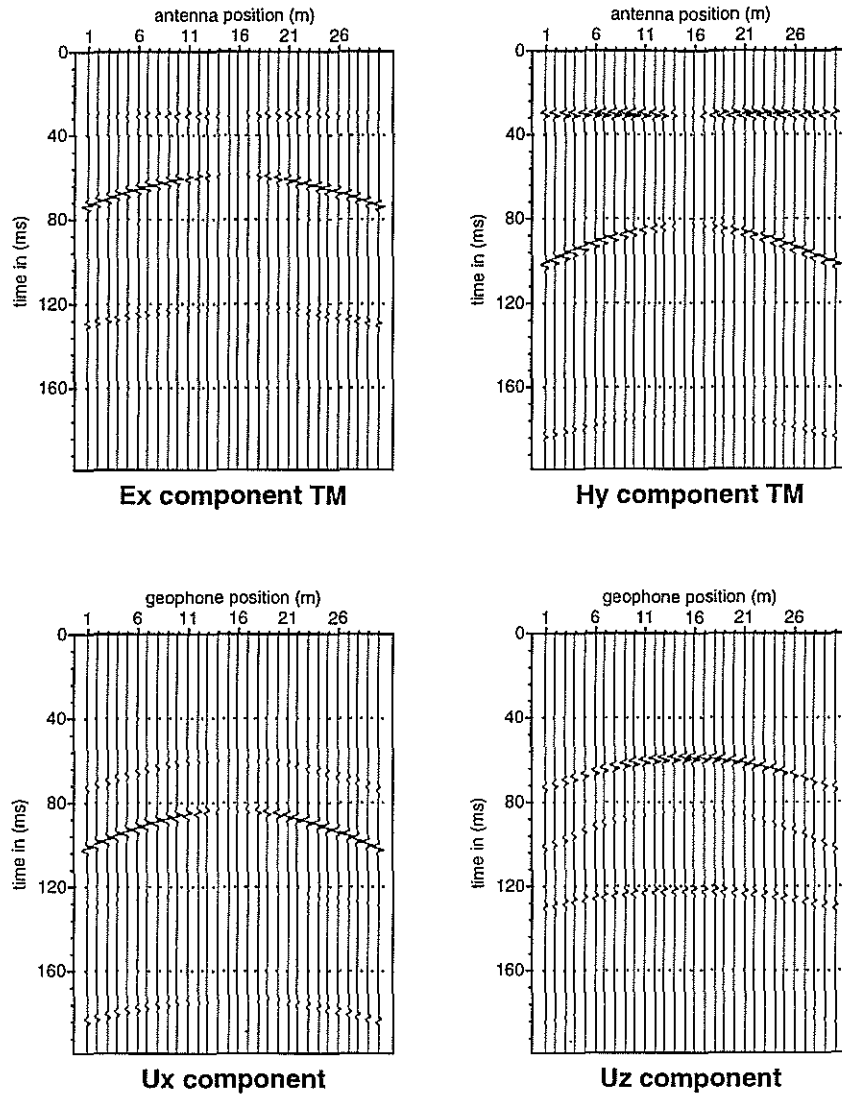 antenna position (m)
1 6 11 16 21 26
0
40
80
120
160
time in (ms)
Ex component TM
antenna position (m)
1 6 11 16 21 26
0
40
80
120
160
time in (ms)
Hy component TM
geophone position (m)
1 6 11 16 21 26
0
40
80
120
160
time in (ms)
Ux component
geophone position (m)
1 6 11 16 21 26
0
40
80
120
160
time in (ms)
Uz component